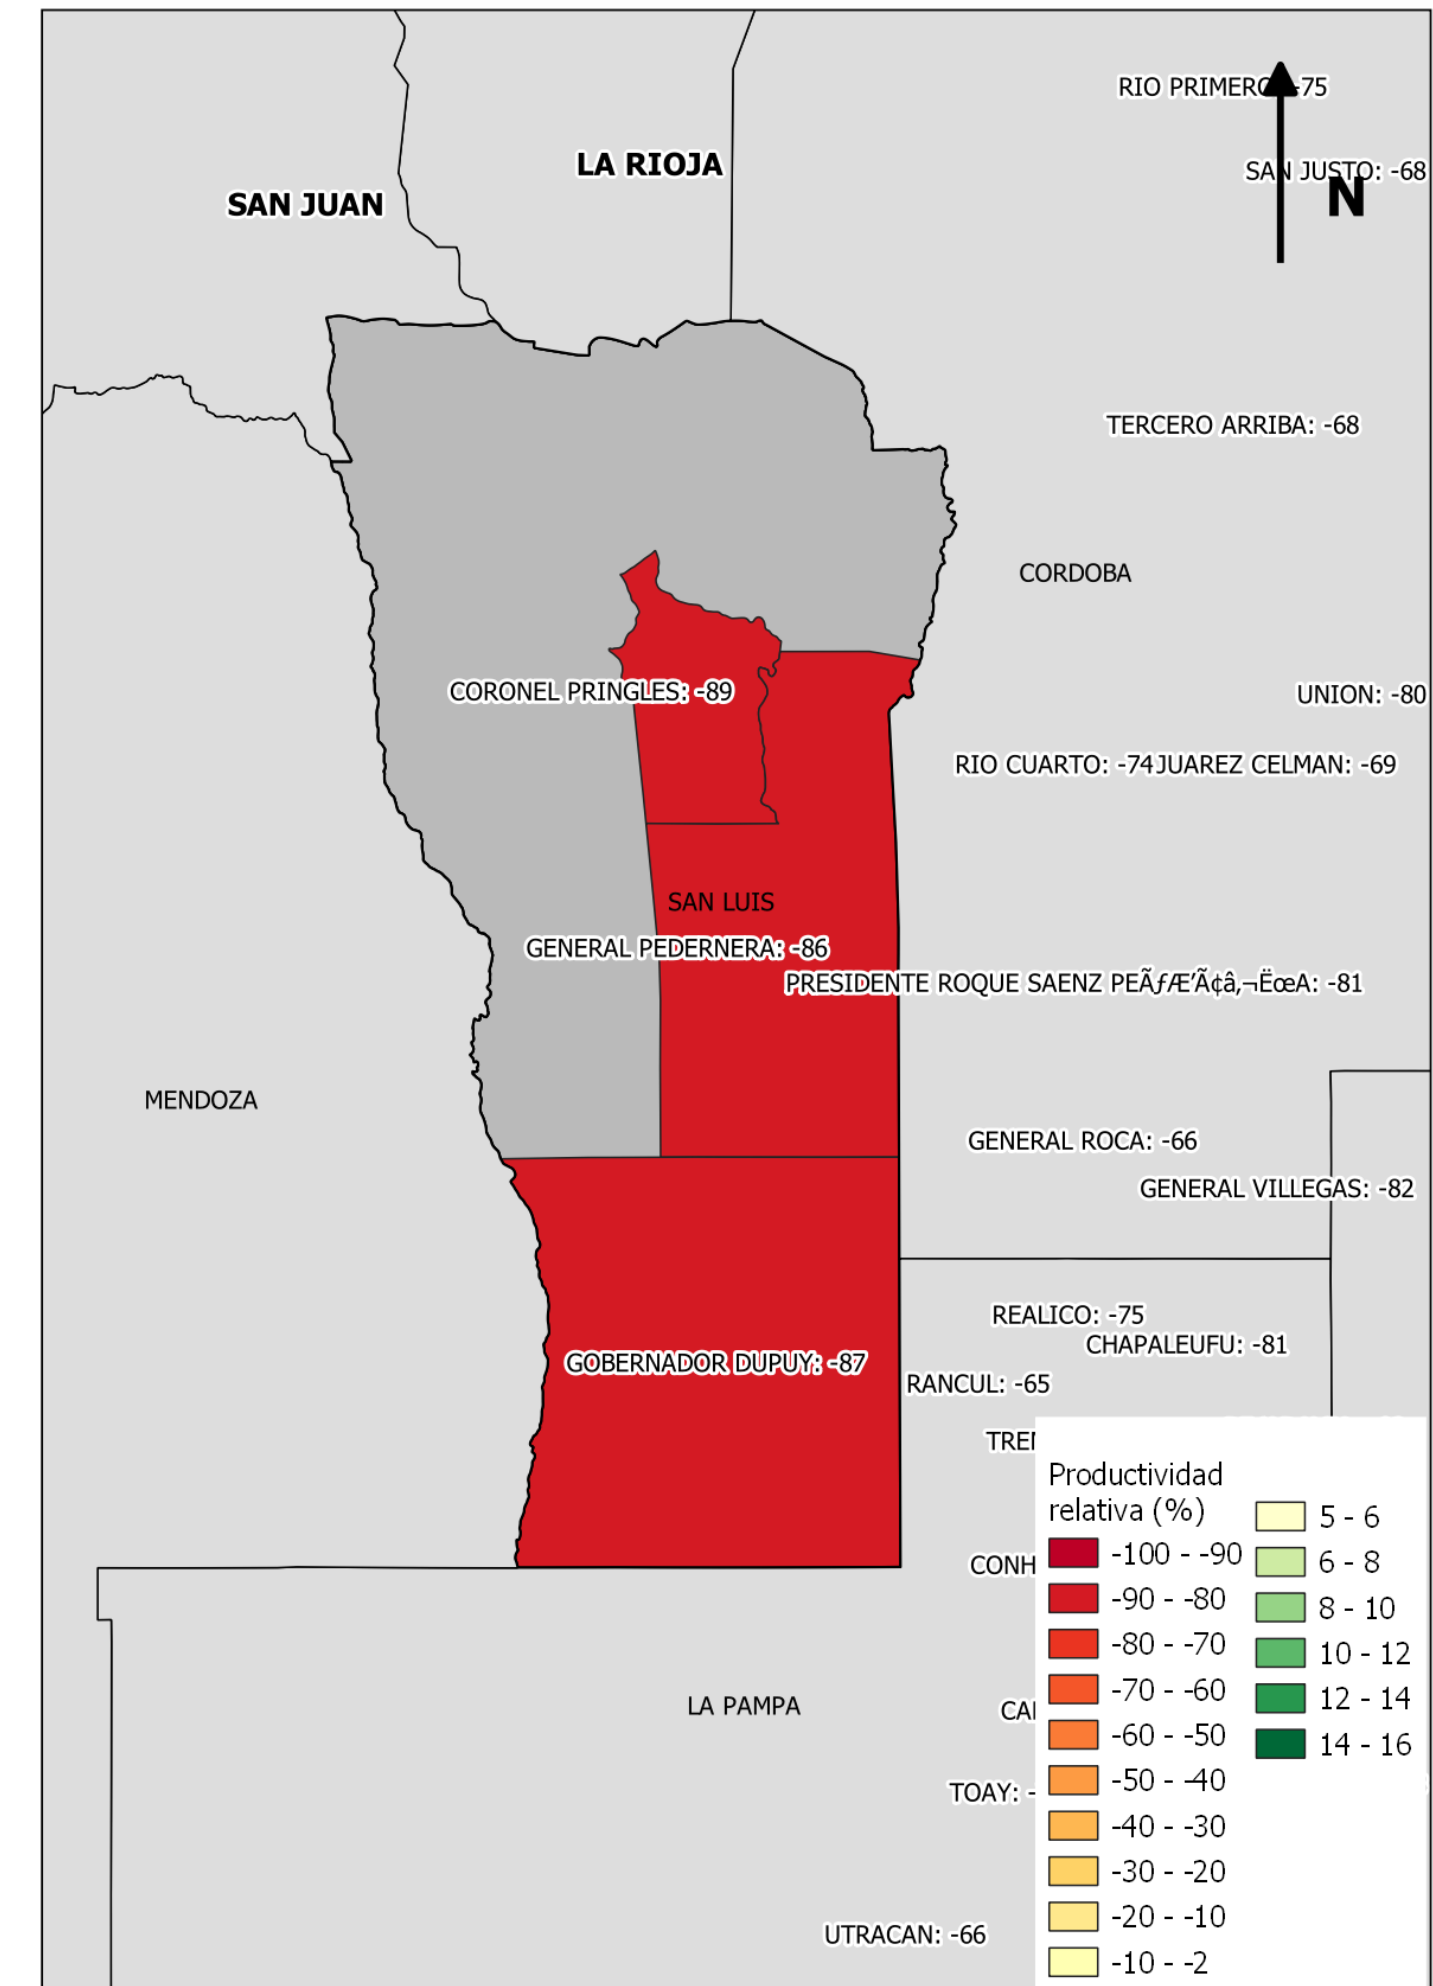 RIO PRIMERO: -75
LA RIOJA
SAN JUSTO: -68
N
SAN JUAN
TERCERO ARRIBA: -68
CORDOBA
CORONEL PRINGLES: -89
UNION: -80
RIO CUARTO: -74
JUAREZ CELMAN: -69
SAN LUIS
GENERAL PEDERNERA: -86
PRESIDENTE ROQUE SAENZ PEÃƒÆ’Ã¢â‚¬ËœA: -81
MENDOZA
GENERAL ROCA: -66
GENERAL VILLEGAS: -82
REALICO: -75
CHAPALEUFU: -81
GOBERNADOR DUPUY: -87
RANCUL: -65
TREN
CONH
LA PAMPA
TOAY: -
UTRACAN: -66
Productividad
relativa (%)
-100 - -90
-90 - -80
-80 - -70
-70 - -60
-60 - -50
-50 - -40
-40 - -30
-30 - -20
-20 - -10
-10 - -2
5 - 6
6 - 8
8 - 10
10 - 12
12 - 14
14 - 16